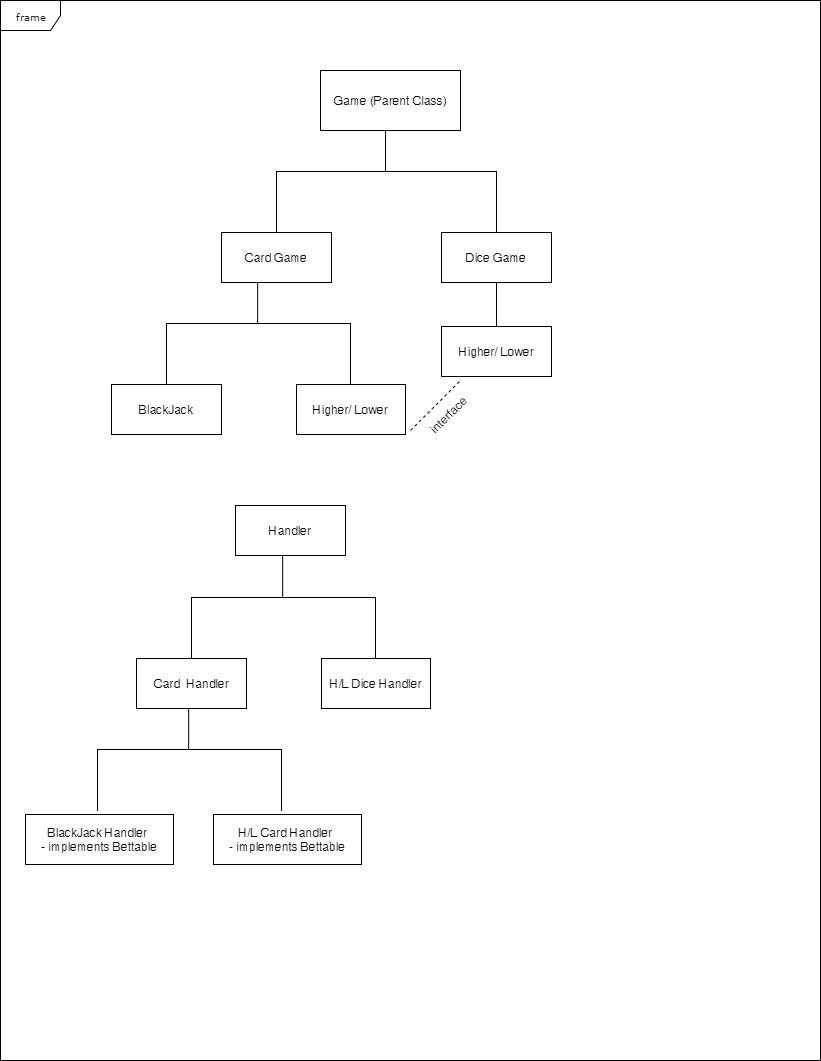 frame
Game (Parent Class)
Card Game
Dice Game
Higher/ Lower
BlackJack
Higher/ Lower
interface
Handler
Card  Handler
H/L Dice Handler
BlackJack Handler
- implements Bettable
H/L Card Handler
- implements Bettable